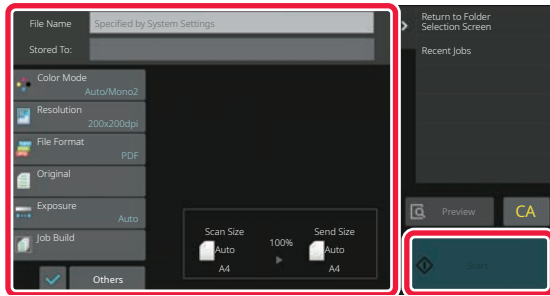 File Name
Specified by System Settings
Stored To:
Color Mode
Auto/Mono2
Resolution
200x200dpi
File Format
PDF
Original
Exposure
Auto
Job Build
Others
Scan Size
Auto
A4
100%
Send Size
Auto
A4
Return to Folder
Selection Screen
Recent Jobs
Preview
CA
Start